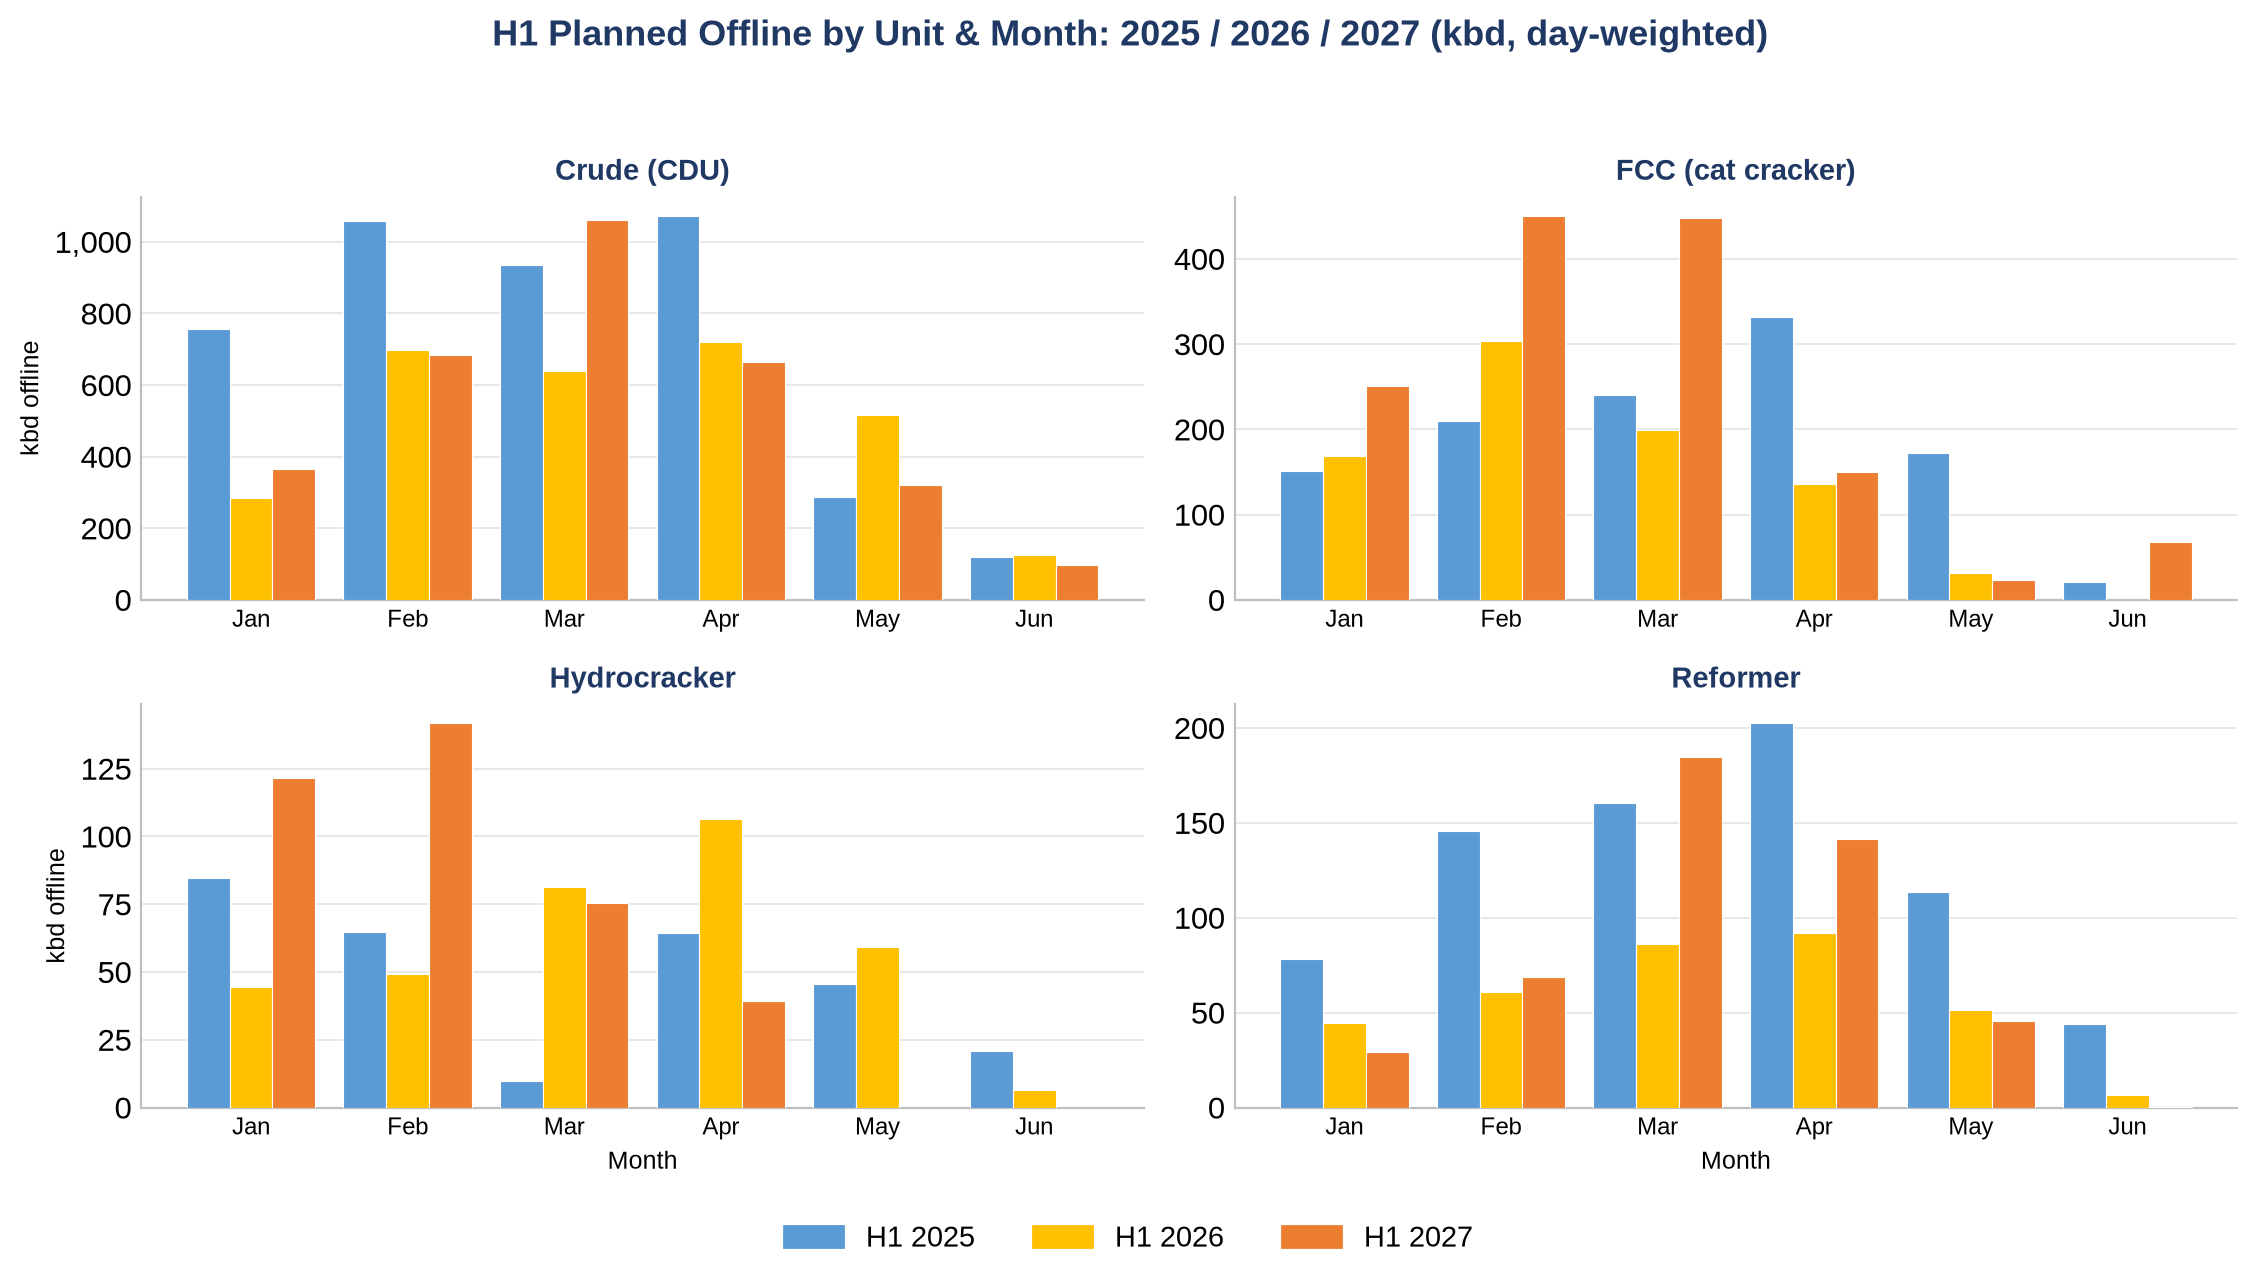 H1 Planned Offline by Unit & Month: 2025 / 2026 / 2027 (kbd, day-weighted)
Crude (CDU)
kbd offline
1,000
800
600
400
200
0
Jan Feb Mar Apr May Jun
FCC (cat cracker)
400
300
200
100
0
Jan Feb Mar Apr May Jun
Hydrocracker
kbd offline
125
100
75
50
25
0
Jan Feb Mar Apr May Jun
Month
Reformer
200
150
100
50
0
Jan Feb Mar Apr May Jun
Month
H1 2025 H1 2026 H1 2027